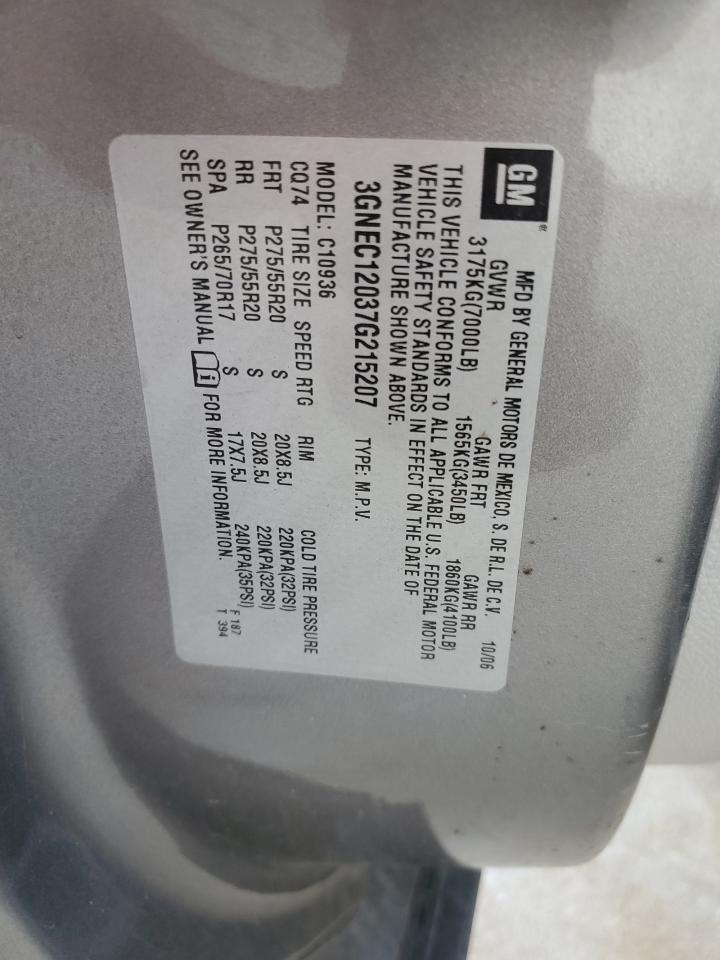 GM
MFD BY GENERAL MOTORS DE MEXICO, S. DE R.L. DE C.V. 10/06
GVWR GAWR FRT GAWR RR
3175KG(7000LB) 1565KG(3450LB) 1860KG(4100LB)
THIS VEHICLE CONFORMS TO ALL APPLICABLE U.S. FEDERAL MOTOR
VEHICLE SAFETY STANDARDS IN EFFECT ON THE DATE OF
MANUFACTURE SHOWN ABOVE.
3GNEC12037G215207 TYPE: M.P.V.
MODEL: C10936
CQ74 TIRE SIZE SPEED RTG RIM COLD TIRE PRESSURE
FRT P275/55R20 S 20X8.5J 220KPA(32PSI)
RR P275/55R20 S 20X8.5J 220KPA(32PSI)
SPA P265/70R17 S 17X7.5J 240KPA(35PSI)
SEE OWNER'S MANUAL FOR MORE INFORMATION.
F 187
T 394